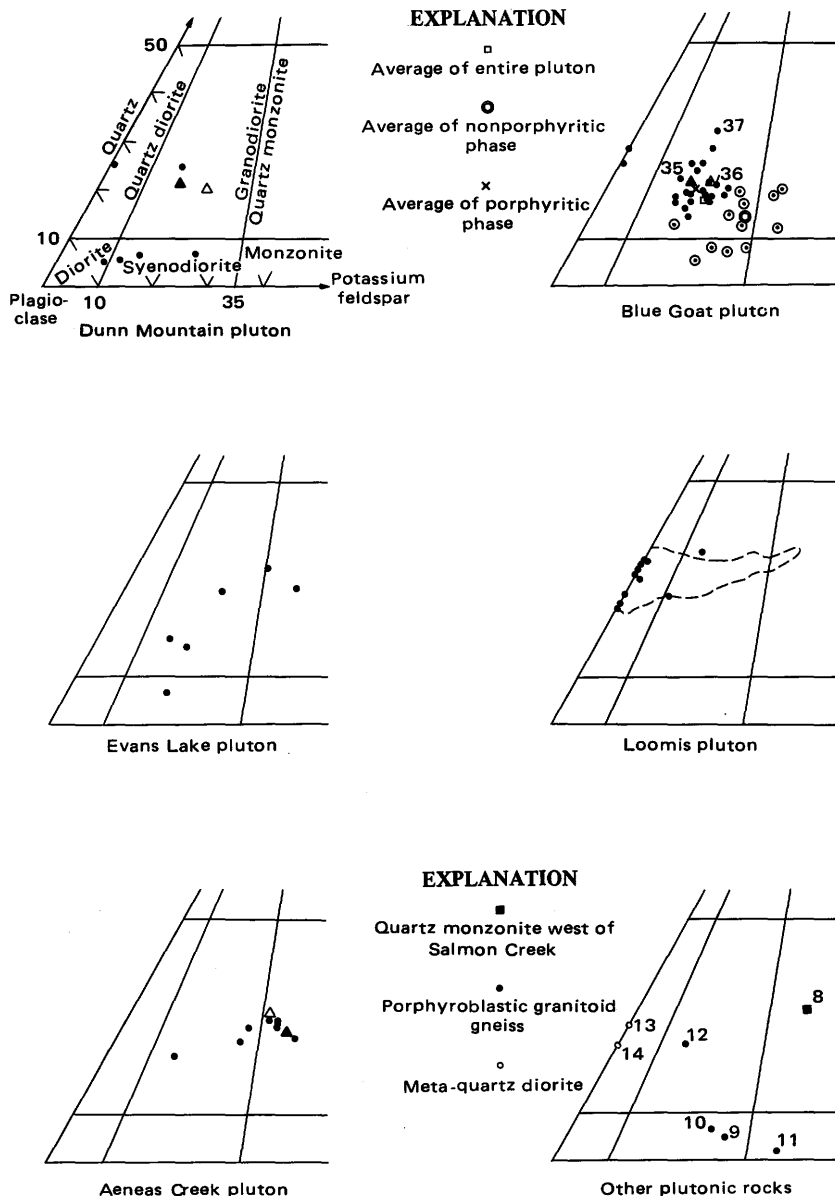 50
10
Quartz
Quartz diorite
Granodiorite
Quartz monzonite
Diorite
Syenodiorite
Monzonite
Plagio-
clase
10
35
Potassium
feldspar
Dunn Mountain pluton
EXPLANATION
Average of entire pluton
Average of nonporphyritic
phase
Average of porphyritic
phase
37
35
36
Blue Goat pluton
Evans Lake pluton
Loomis pluton
Aeneas Creek pluton
EXPLANATION
Quartz monzonite west of
Salmon Creek
Porphyroblastic granitoid
gneiss
Meta-quartz diorite
8
13
12
14
10
9
11
Other plutonic rocks